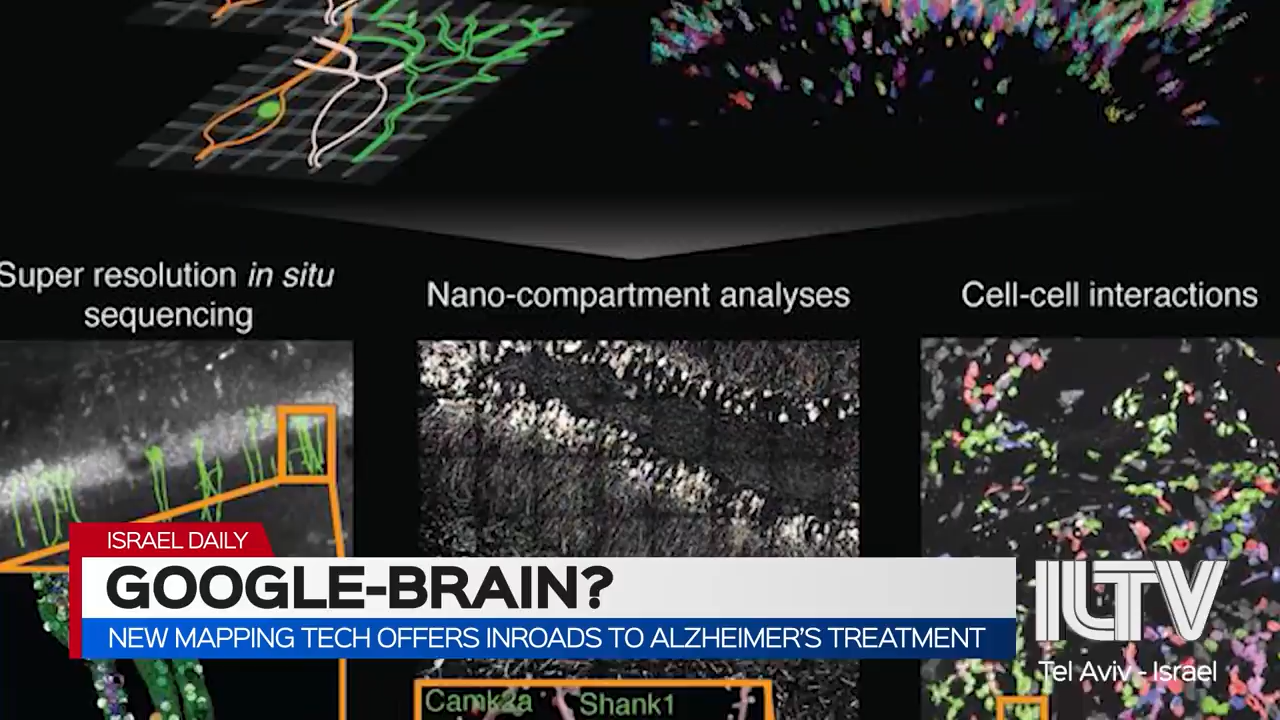 Super resolution in situ
sequencing
Nano-compartment analyses
Cell-cell interactions
ISRAEL DAILY
GOOGLE-BRAIN?
NEW MAPPING TECH OFFERS INROADS TO ALZHEIMER'S TREATMENT
ILTV
Tel Aviv - Israel
Camk2a
Shank1